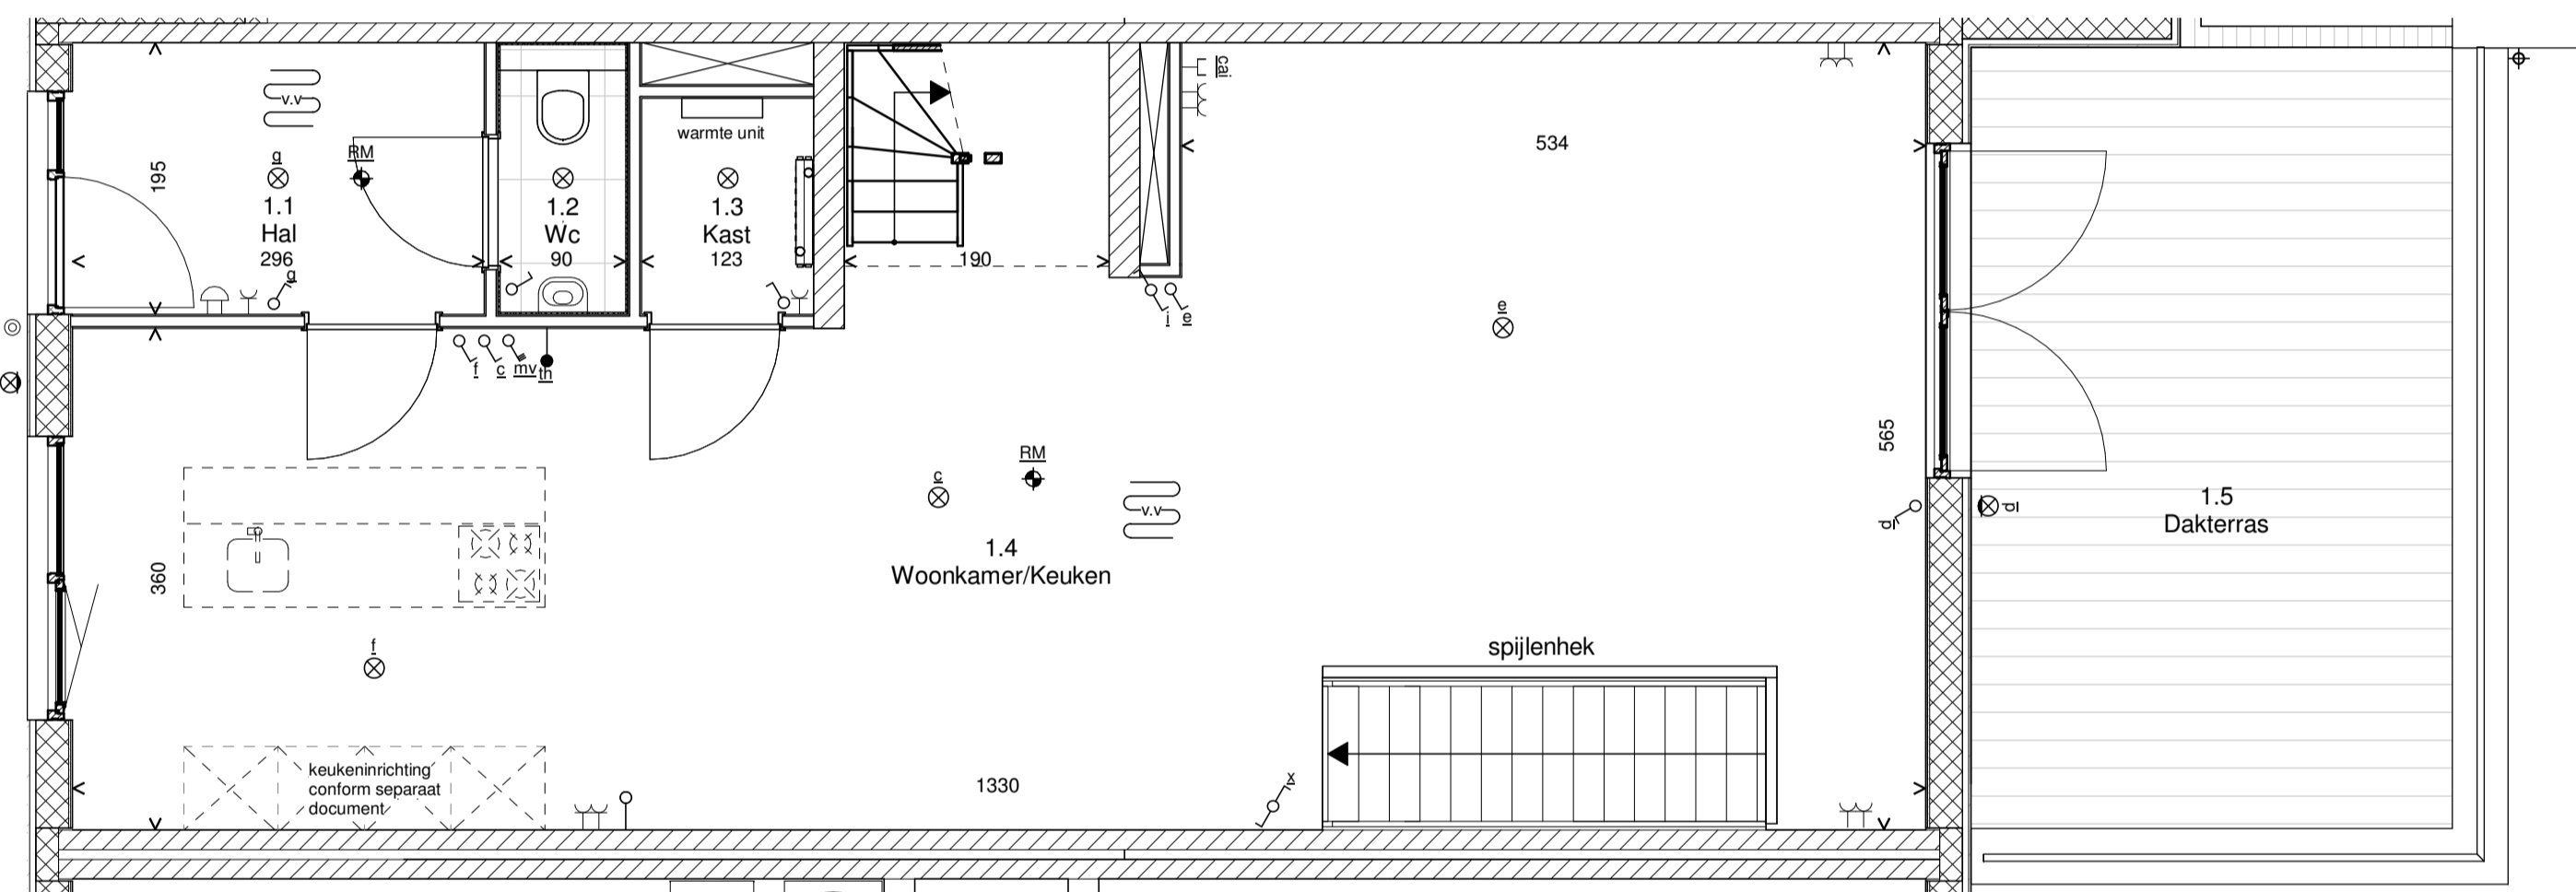 cai
v.v
warmte unit
534
g
RM
195
1.1
Hal
296
g
1.2
Wc
90
1.3
Kast
123
190
i
e
e
f
c
mv
th
565
RM
c
v.v
d
d
1.5
Dakterras
1.4
Woonkamer/Keuken
360
f
spijlenhek
keukeninrichting
conform separaat
document
1330
x